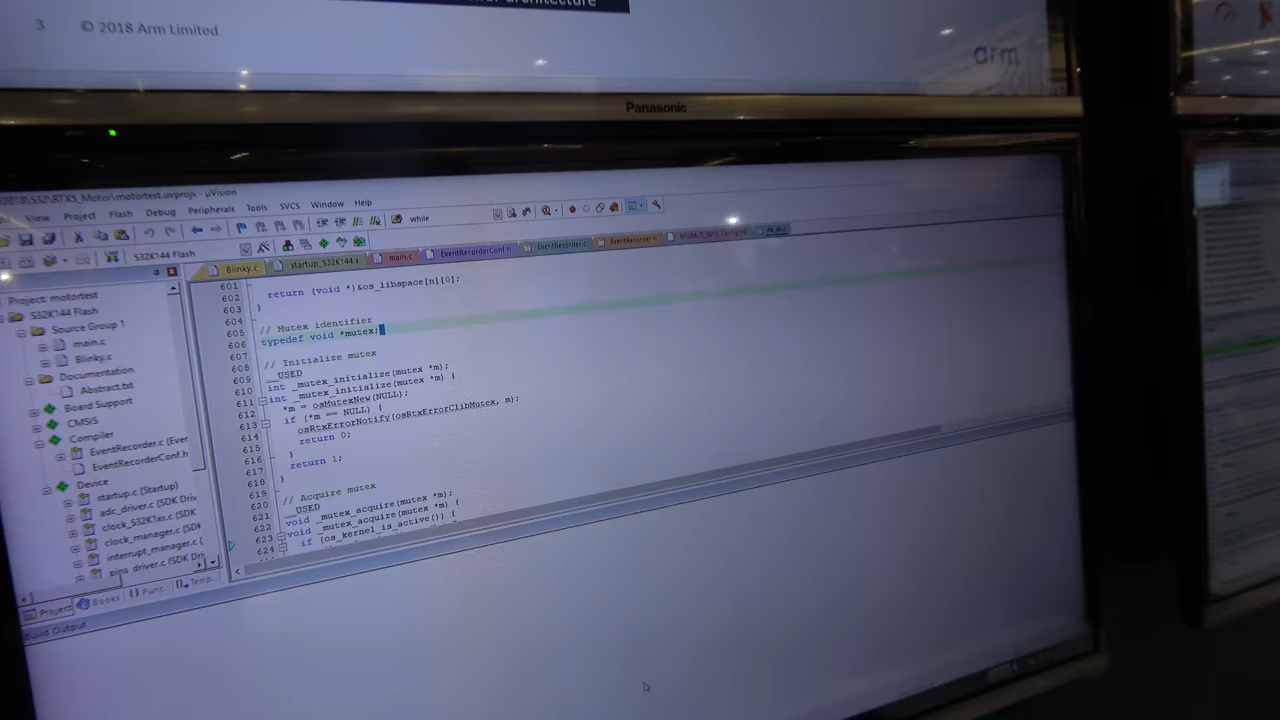 3 © 2018 Arm Limited
arm
Panasonic
motortest.uvprojx - µVision
View Project Flash Debug Peripherals Tools SVCS Window Help
while
S32K144 Flash
Blinky.c startup_S32K144.s main.c EventRecorderConf.h EventRecorder.c EventRecorder.h
Project: motortest
S32K144 Flash
Source Group 1
main.c
Blinky.c
Documentation
Abstract.txt
Board Support
CMSIS
Compiler
EventRecorder.c (Ever
EventRecorderConf.h
Device
startup.c (Startup)
adc_driver.c (SDK Driv
clock_S32K1xx.c (SDK
clock_manager.c (SDK
interrupt_manager.c (
pins_driver.c (SDK Dri
Project Books {} Func... Temp...
601
602 return (void *)&os_libspace[n][0];
603 }
604
605 // Mutex identifier
606 typedef void *mutex;
607
608 // Initialize mutex
609 __USED
610 int _mutex_initialize(mutex *m);
611 int _mutex_initialize(mutex *m) {
612 *m = osMutexNew(NULL);
613 if (*m == NULL) {
614 osRtxErrorNotify(osRtxErrorClibMutex, m);
615 return 0;
616 }
617 return 1;
618 }
619
620 // Acquire mutex
621 __USED
622 void _mutex_acquire(mutex *m);
623 void _mutex_acquire(mutex *m) {
624 if (os_kernel_is_active()) {
Build Output